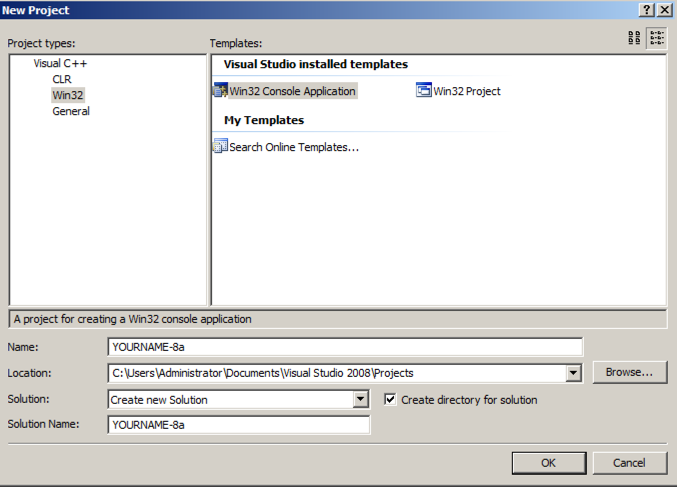 New Project
Project types:
Templates:
Visual C++
CLR
Win32
General
Visual Studio installed templates
Win32 Console Application
Win32 Project
My Templates
Search Online Templates...
A project for creating a Win32 console application
Name:
YOURNAME-8a
Location:
C:\Users\Administrator\Documents\Visual Studio 2008\Projects
Browse...
Solution:
Create new Solution
Create directory for solution
Solution Name:
YOURNAME-8a
OK
Cancel